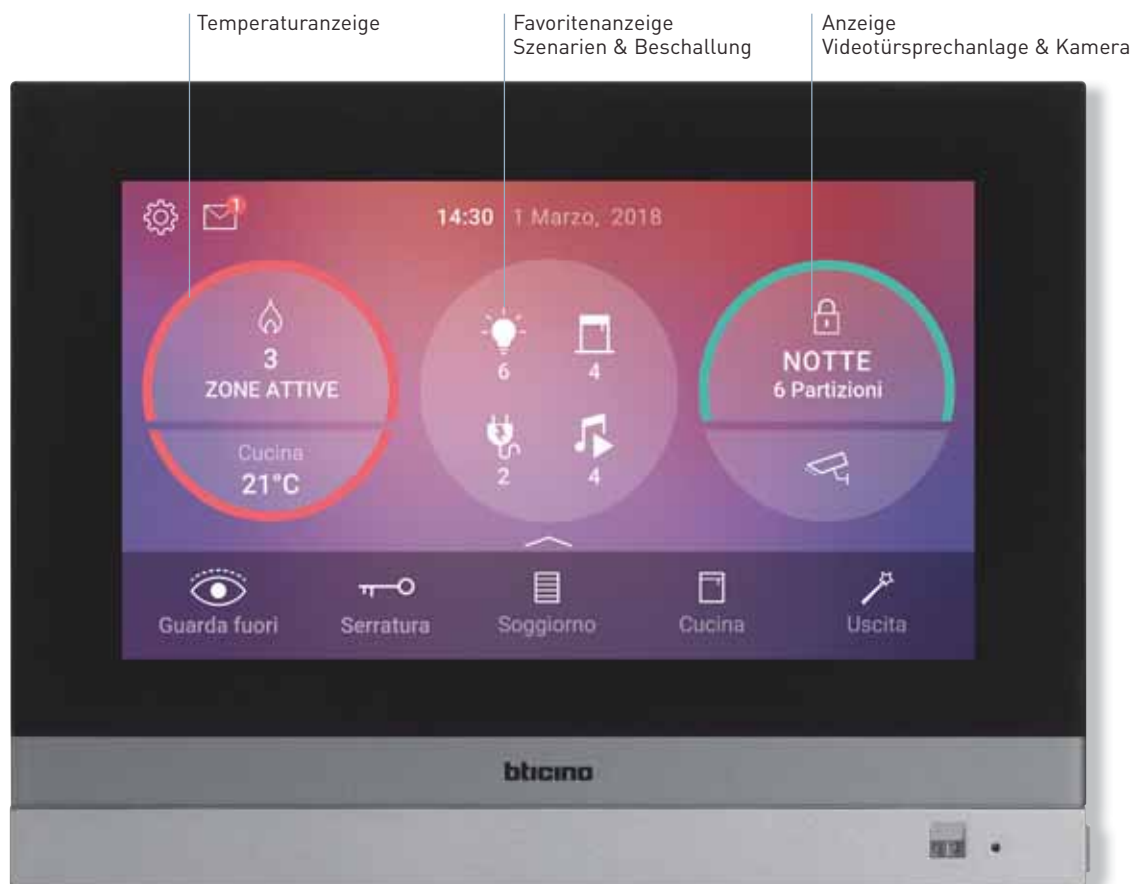 Temperaturanzeige
Favoritenanzeige
Szenarien & Beschallung
Anzeige
Videotürsprechanlage & Kamera
1
14:30 1 Marzo, 2018
3
ZONE ATTIVE
Cucina
21°C
6
4
2
4
NOTTE
6 Partizioni
Guarda fuori
Serratura
Soggiorno
Cucina
Uscita
bticino